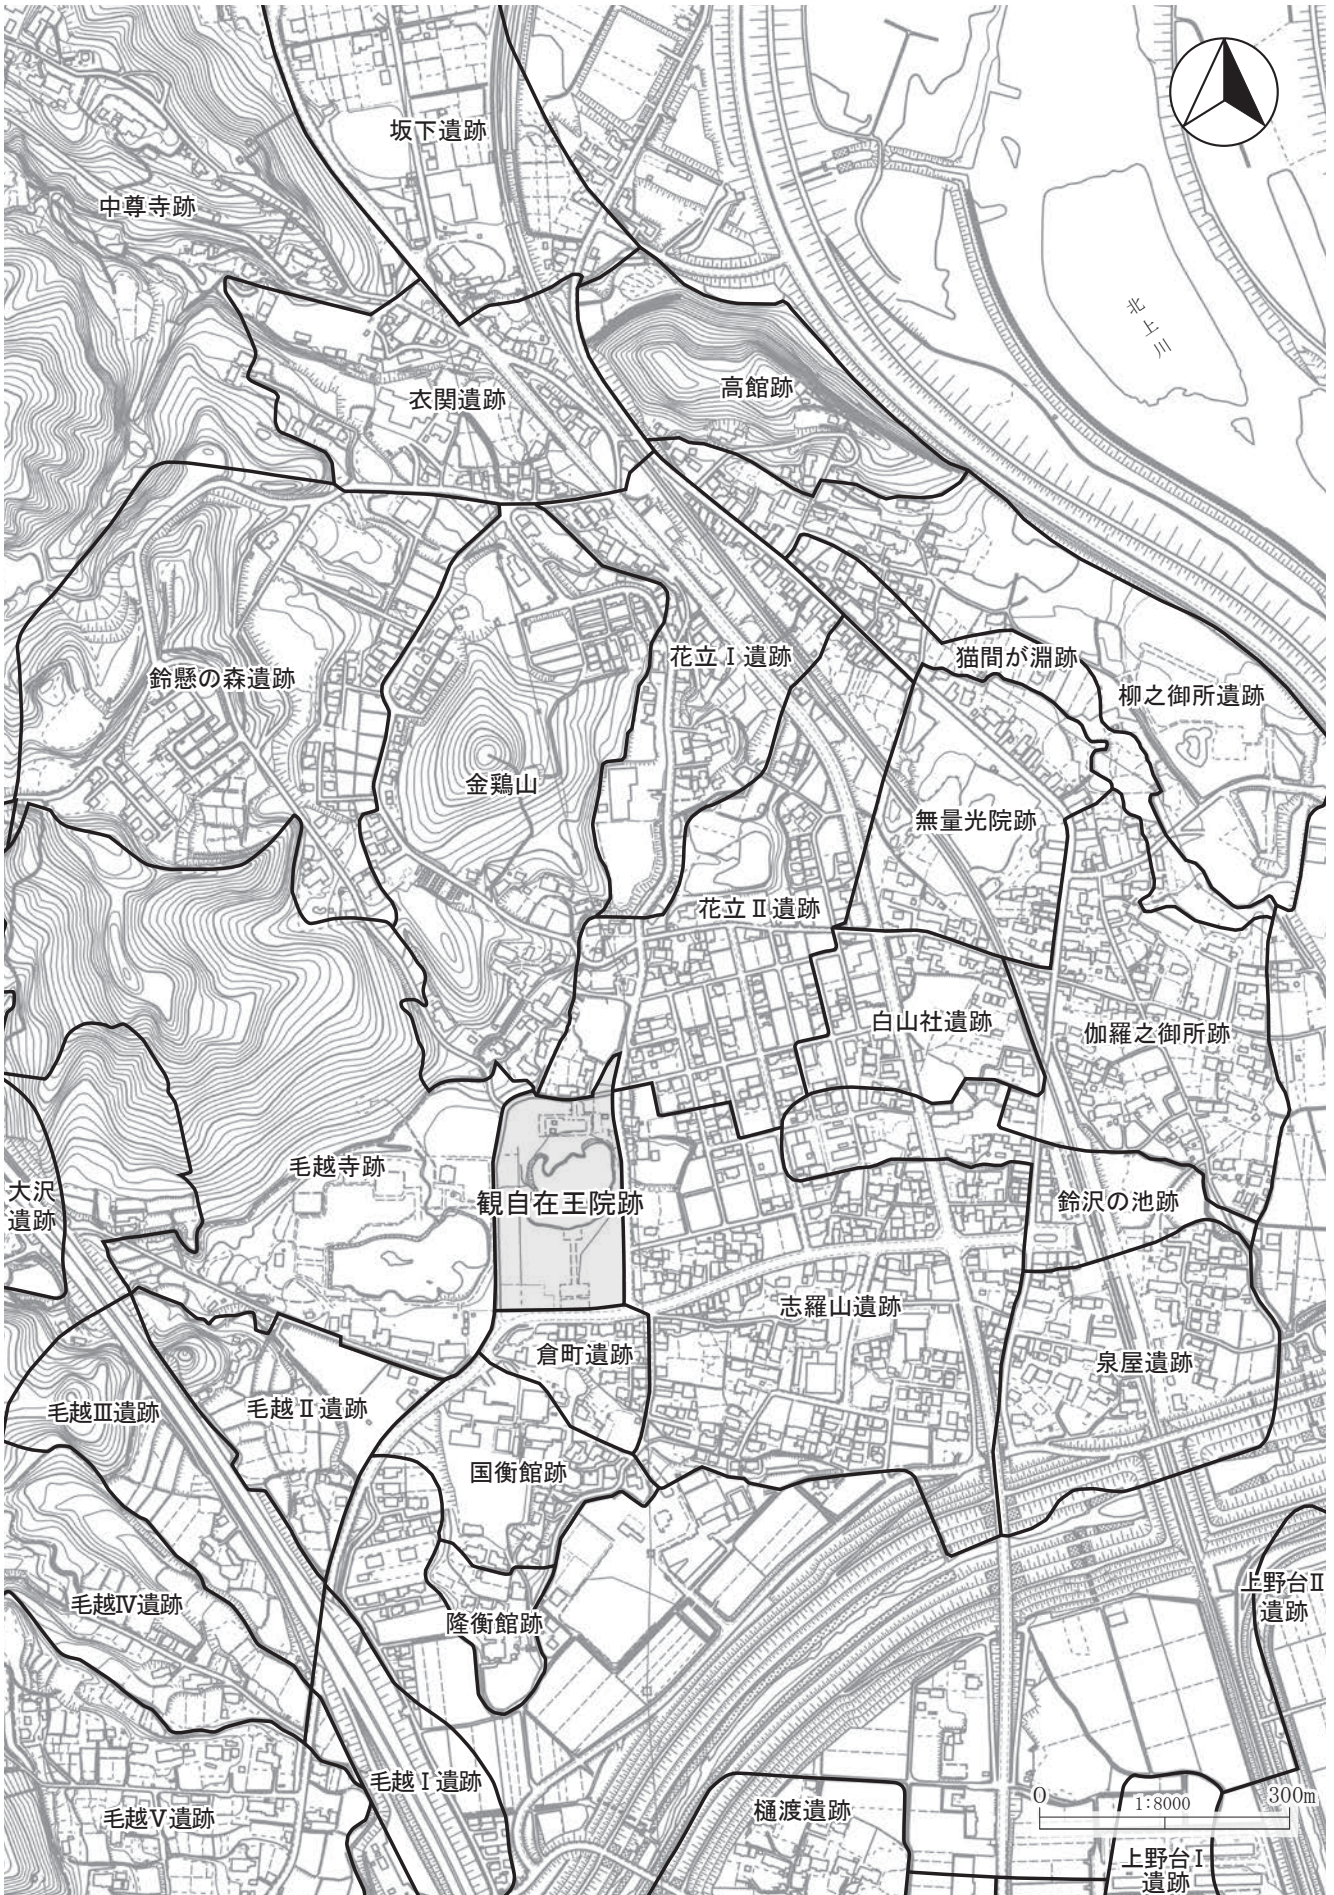 坂下遺跡
中尊寺跡
北上川
衣関遺跡
高館跡
花立Ⅰ遺跡
猫間が淵跡
鈴懸の森遺跡
柳之御所遺跡
金鶏山
無量光院跡
花立Ⅱ遺跡
白山社遺跡
伽羅之御所跡
毛越寺跡
大沢
遺跡
観自在王院跡
鈴沢の池跡
志羅山遺跡
倉町遺跡
泉屋遺跡
毛越Ⅲ遺跡
毛越Ⅱ遺跡
国衡館跡
毛越Ⅳ遺跡
上野台Ⅱ
遺跡
隆衡館跡
毛越Ⅰ遺跡
毛越Ⅴ遺跡
樋渡遺跡
0
1:8000
300m
上野台Ⅰ
遺跡